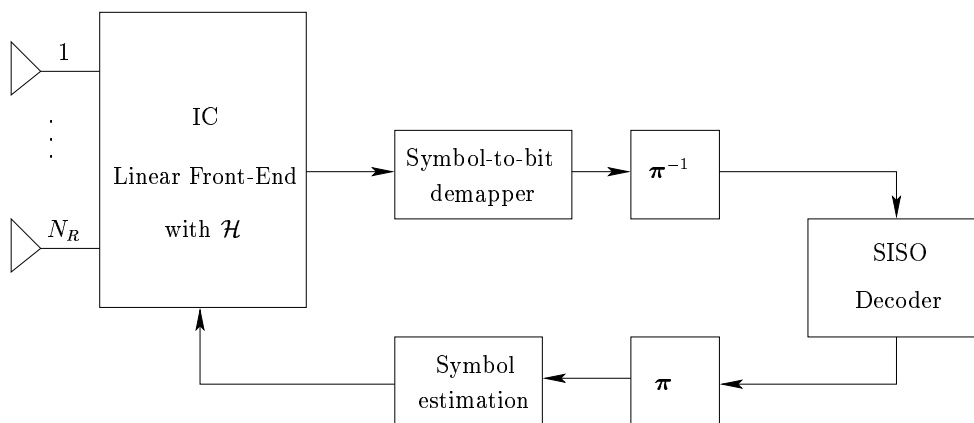 1
IC
Linear Front-End
with ℋ
N_R
Symbol-to-bit
demapper
π⁻¹
SISO
Decoder
π
Symbol
estimation